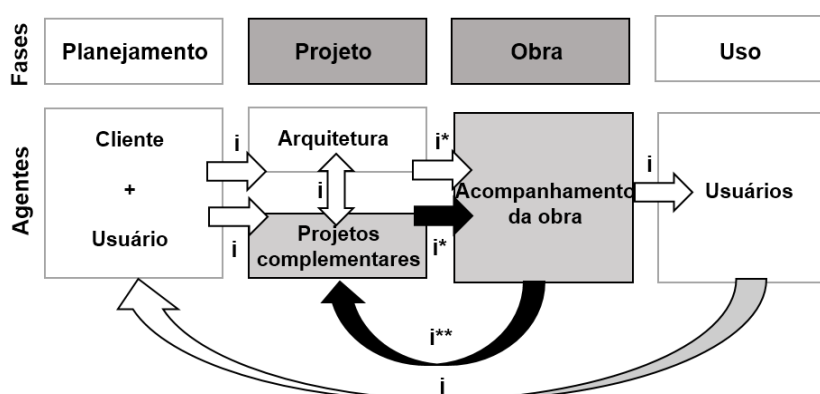 Fases
Planejamento
Projeto
Obra
Uso
Agentes
Cliente
+
Usuário
i
i
Arquitetura
i
Projetos
complementares
i*
i*
Acompanhamento
da obra
i
Usuários
i**
i